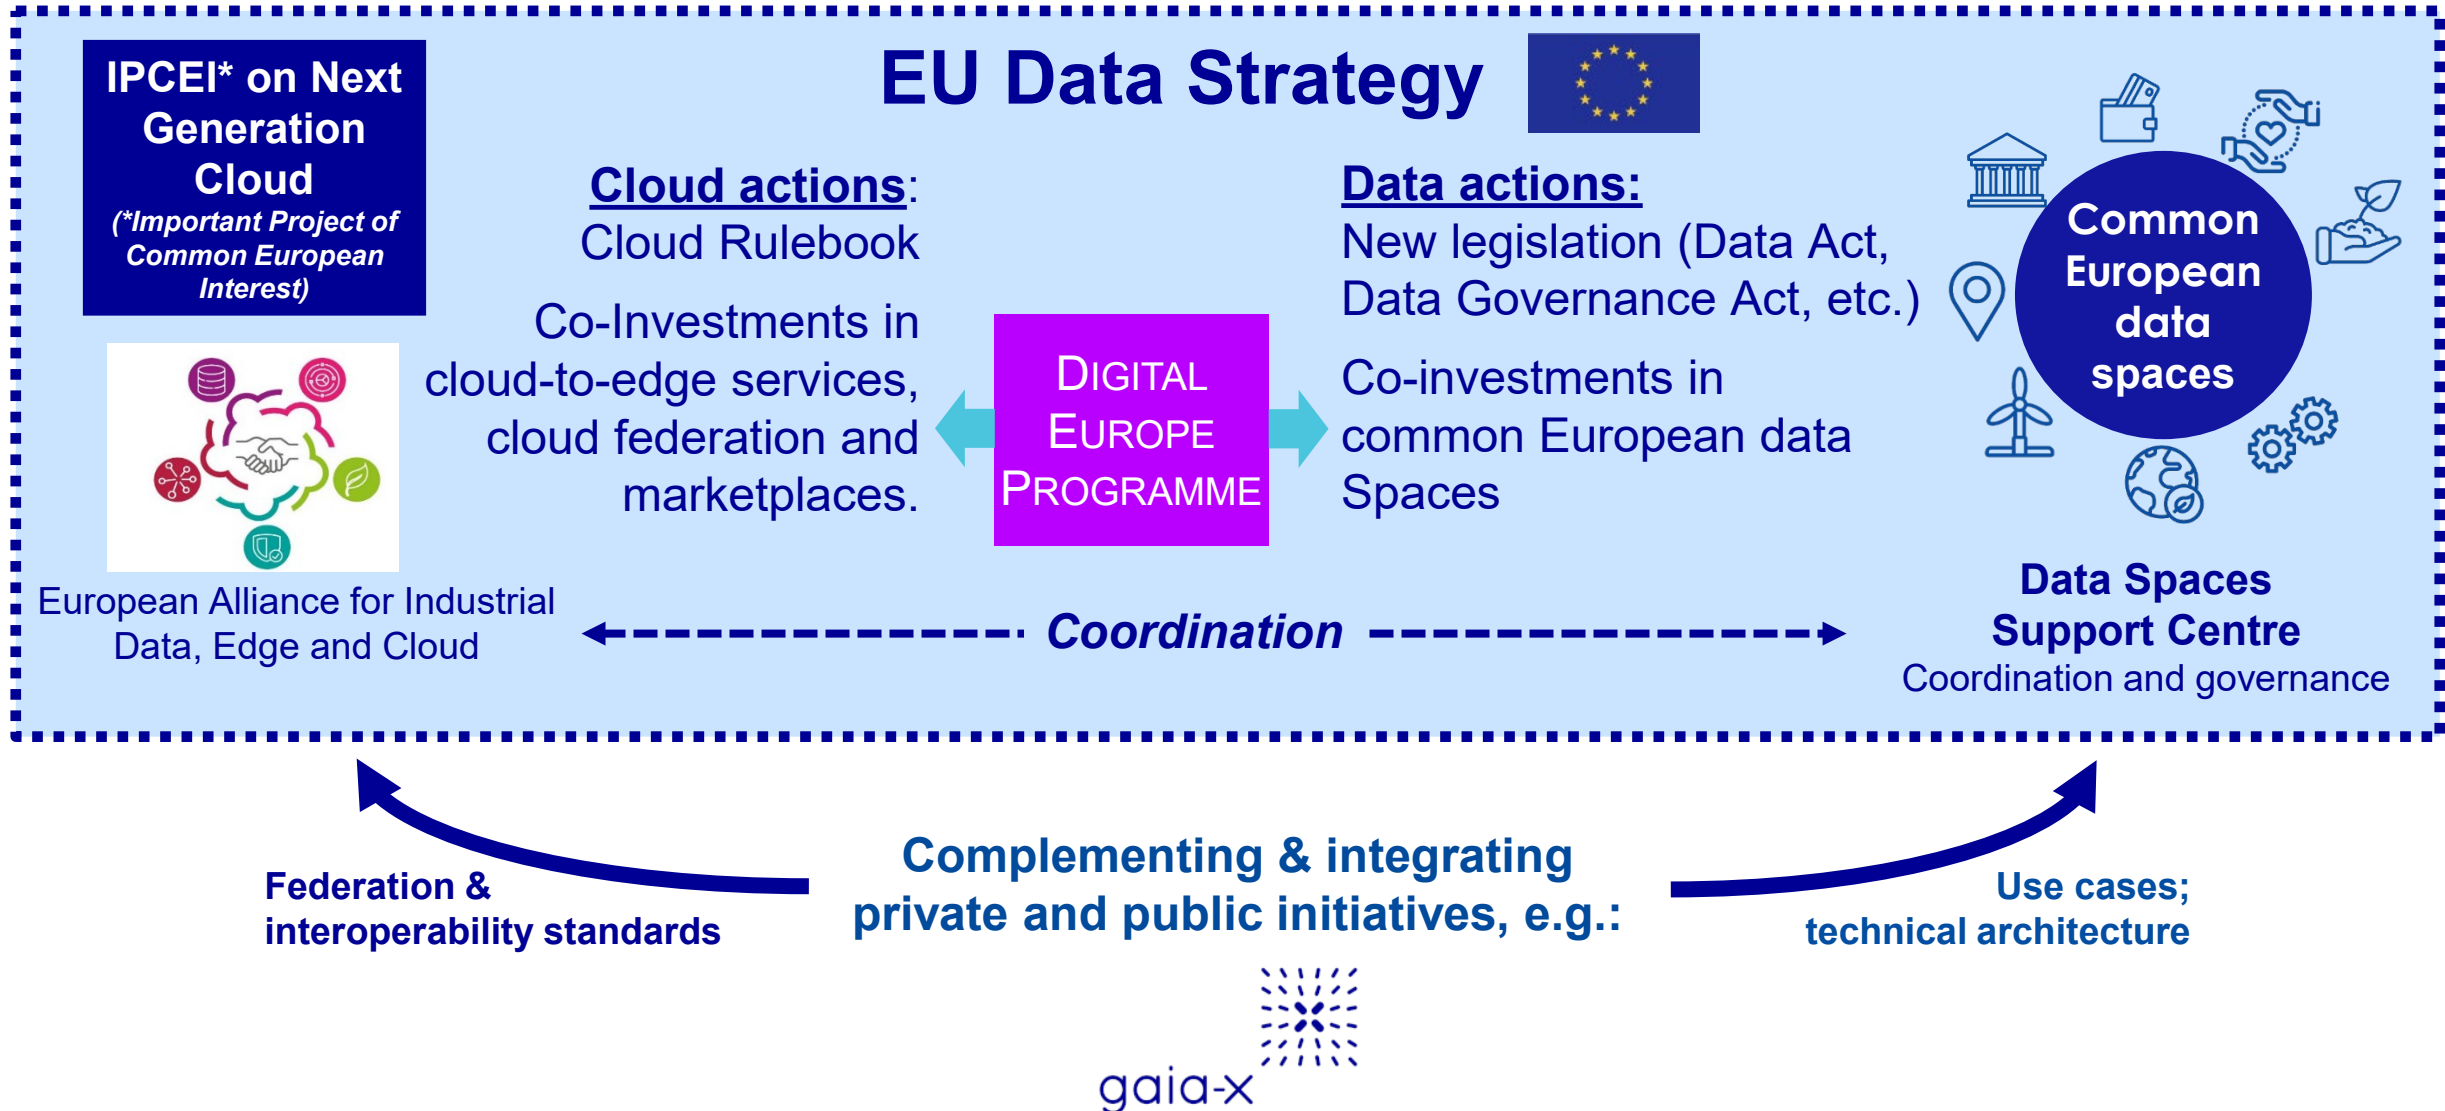 EU Data Strategy
IPCEI* on Next
Generation
Cloud
(*Important Project of
Common European
Interest)
European Alliance for Industrial
Data, Edge and Cloud
Cloud actions:
Cloud Rulebook
Co-Investments in
cloud-to-edge services,
cloud federation and
marketplaces.
DIGITAL
EUROPE
PROGRAMME
Data actions:
New legislation (Data Act,
Data Governance Act, etc.)
Co-investments in
common European data
Spaces
Common
European
data
spaces
Data Spaces
Support Centre
Coordination and governance
Coordination
Federation &
interoperability standards
Complementing & integrating
private and public initiatives, e.g.:
Use cases;
technical architecture
gaia-x